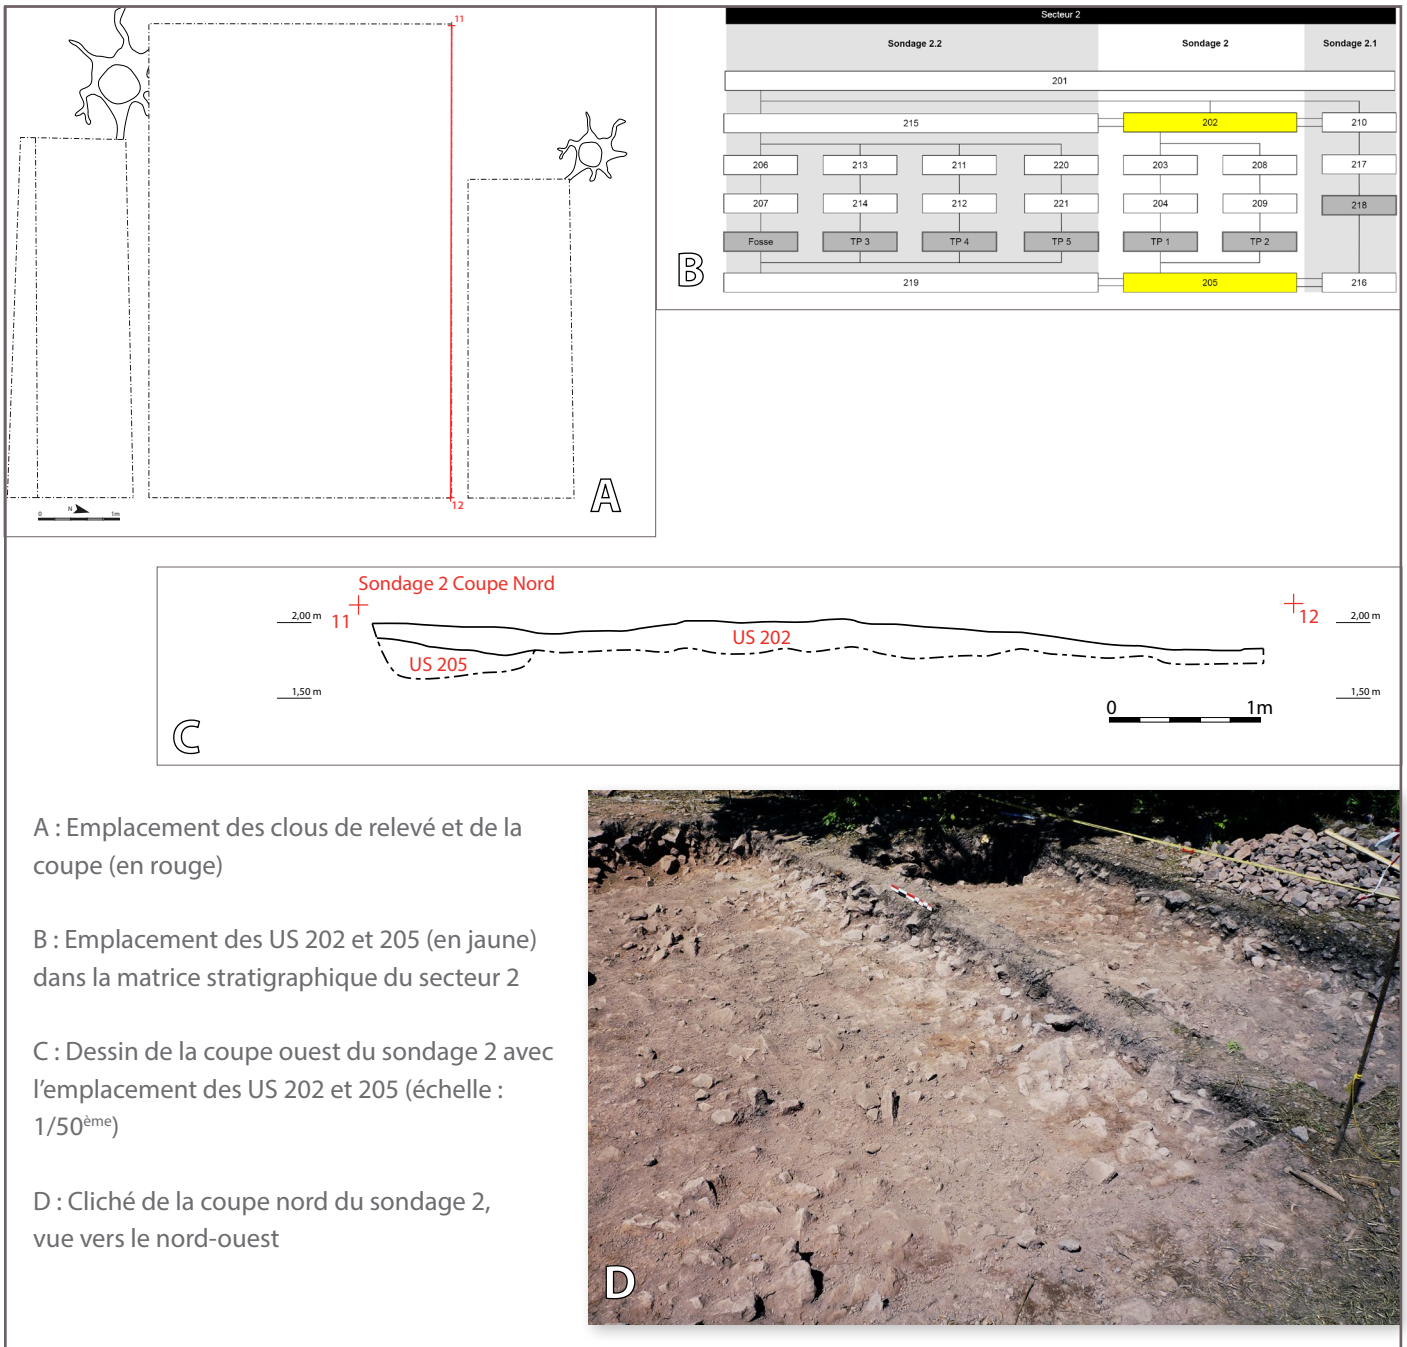 11
12
N
0 1m
A
Secteur 2
Sondage 2.2 Sondage 2 Sondage 2.1
201
215 202 210
206 213 211 220 203 208 217
207 214 212 221 204 209 218
Fosse TP 3 TP 4 TP 5 TP 1 TP 2
219 205 216
B
Sondage 2 Coupe Nord
2,00 m 11 12 2,00 m
US 202
US 205
1,50 m 1,50 m
0 1m
C
A : Emplacement des clous de relevé et de la
coupe (en rouge)
B : Emplacement des US 202 et 205 (en jaune)
dans la matrice stratigraphique du secteur 2
C : Dessin de la coupe ouest du sondage 2 avec
l’emplacement des US 202 et 205 (échelle :
1/50ème)
D : Cliché de la coupe nord du sondage 2,
vue vers le nord-ouest
D